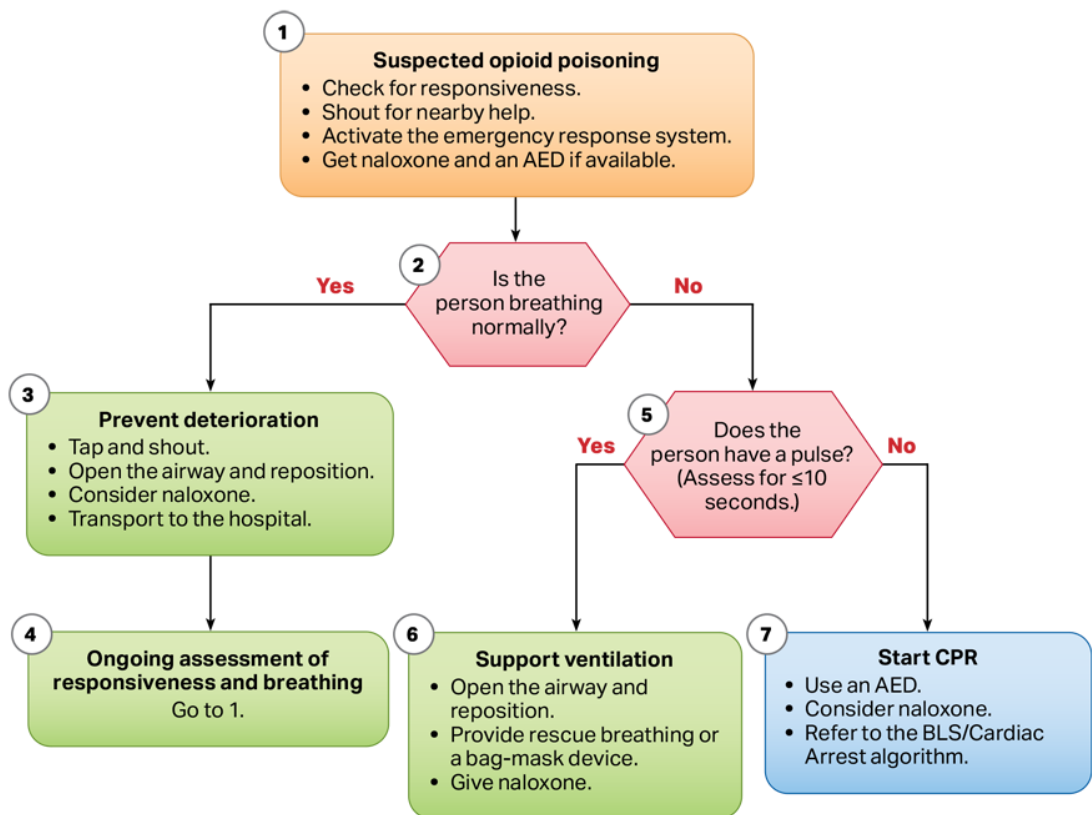 1
Suspected opioid poisoning
• Check for responsiveness.
• Shout for nearby help.
• Activate the emergency response system.
• Get naloxone and an AED if available.
2
Is the
person breathing
normally?
Yes
No
3
Prevent deterioration
• Tap and shout.
• Open the airway and reposition.
• Consider naloxone.
• Transport to the hospital.
4
Ongoing assessment of
responsiveness and breathing
Go to 1.
5
Does the
person have a pulse?
(Assess for ≤10
seconds.)
Yes
No
6
Support ventilation
• Open the airway and
reposition.
• Provide rescue breathing or
a bag-mask device.
• Give naloxone.
7
Start CPR
• Use an AED.
• Consider naloxone.
• Refer to the BLS/Cardiac
Arrest algorithm.